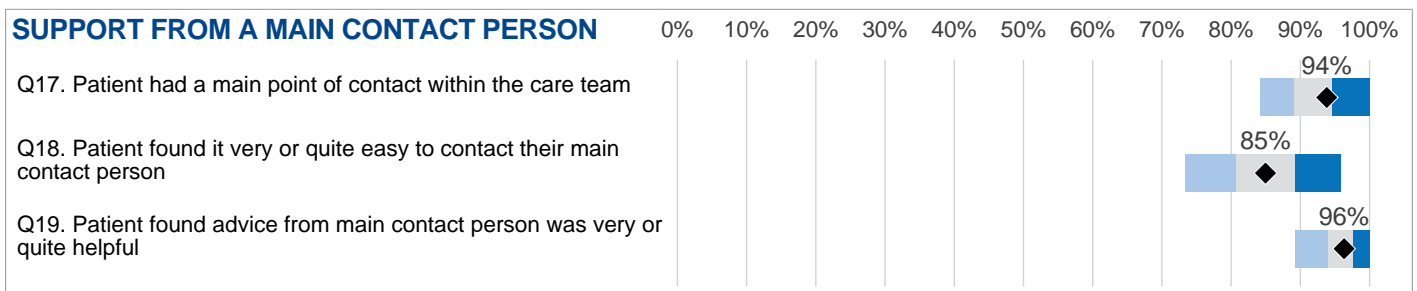 SUPPORT FROM A MAIN CONTACT PERSON 0% 10% 20% 30% 40% 50% 60% 70% 80% 90% 100%
Q17. Patient had a main point of contact within the care team 94%
Q18. Patient found it very or quite easy to contact their main
contact person 85%
Q19. Patient found advice from main contact person was very or
quite helpful 96%